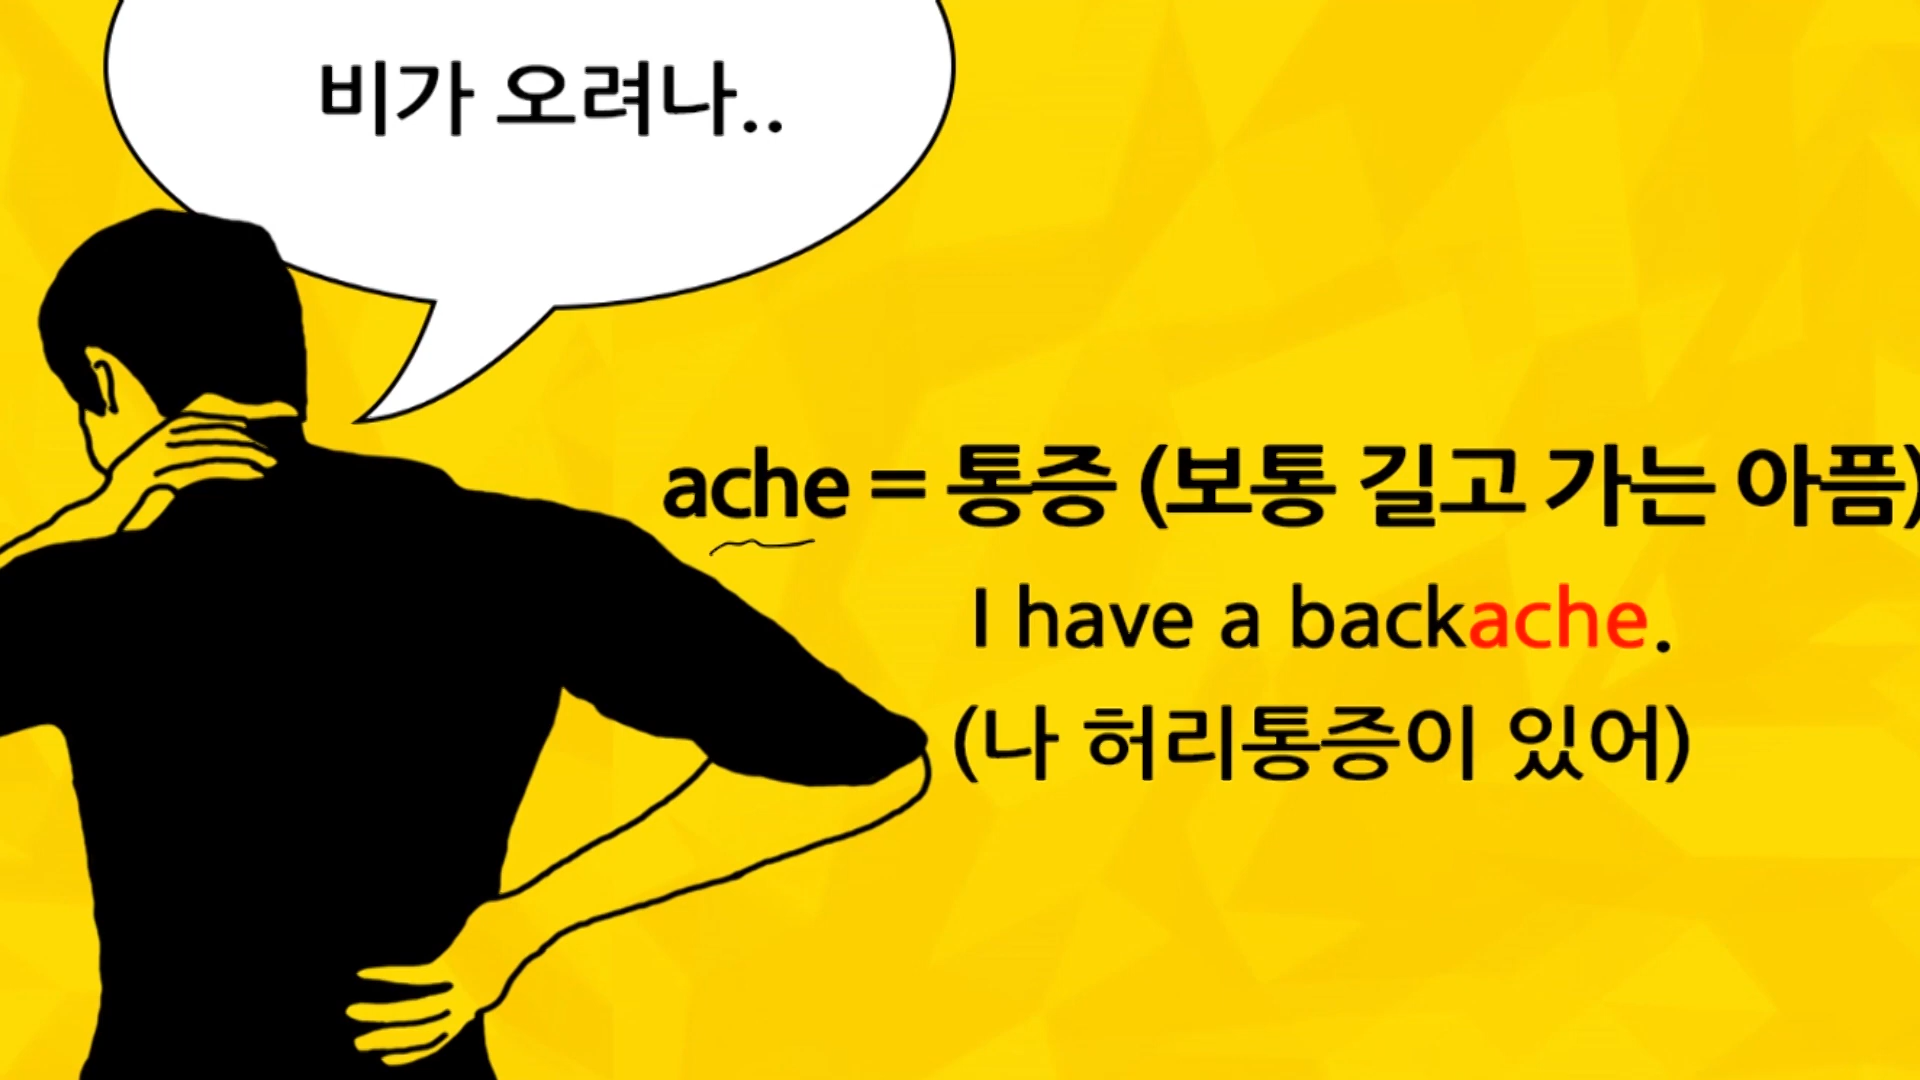 비가 오려나..
ache = 통증 (보통 길고 가는 아픔)
I have a backache.
(나 허리통증이 있어)